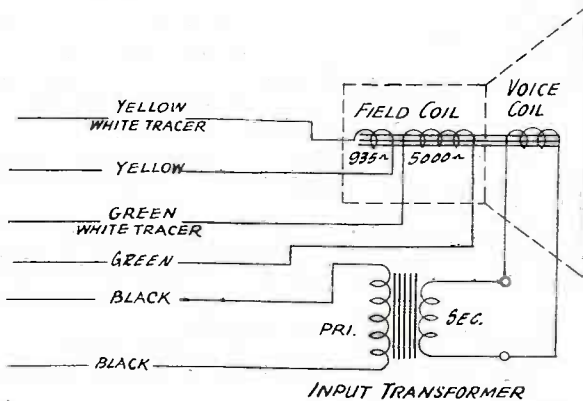 YELLOW
WHITE TRACER
YELLOW
GREEN
WHITE TRACER
GREEN
BLACK
BLACK
FIELD COIL
935~ 5000~
VOICE
COIL
PRI.
SEC.
INPUT TRANSFORMER